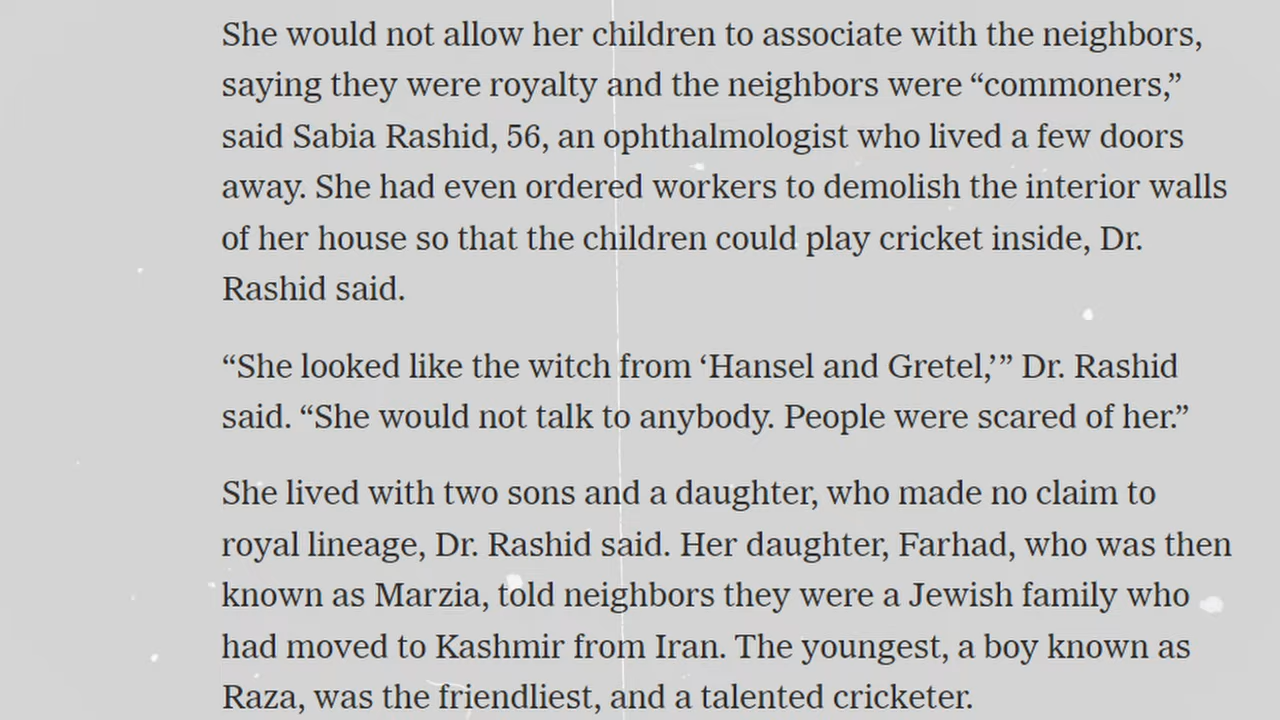 She would not allow her children to associate with the neighbors,
saying they were royalty and the neighbors were “commoners,”
said Sabia Rashid, 56, an ophthalmologist who lived a few doors
away. She had even ordered workers to demolish the interior walls
of her house so that the children could play cricket inside, Dr.
Rashid said.
“She looked like the witch from ‘Hansel and Gretel,’” Dr. Rashid
said. “She would not talk to anybody. People were scared of her.”
She lived with two sons and a daughter, who made no claim to
royal lineage, Dr. Rashid said. Her daughter, Farhad, who was then
known as Marzia, told neighbors they were a Jewish family who
had moved to Kashmir from Iran. The youngest, a boy known as
Raza, was the friendliest, and a talented cricketer.